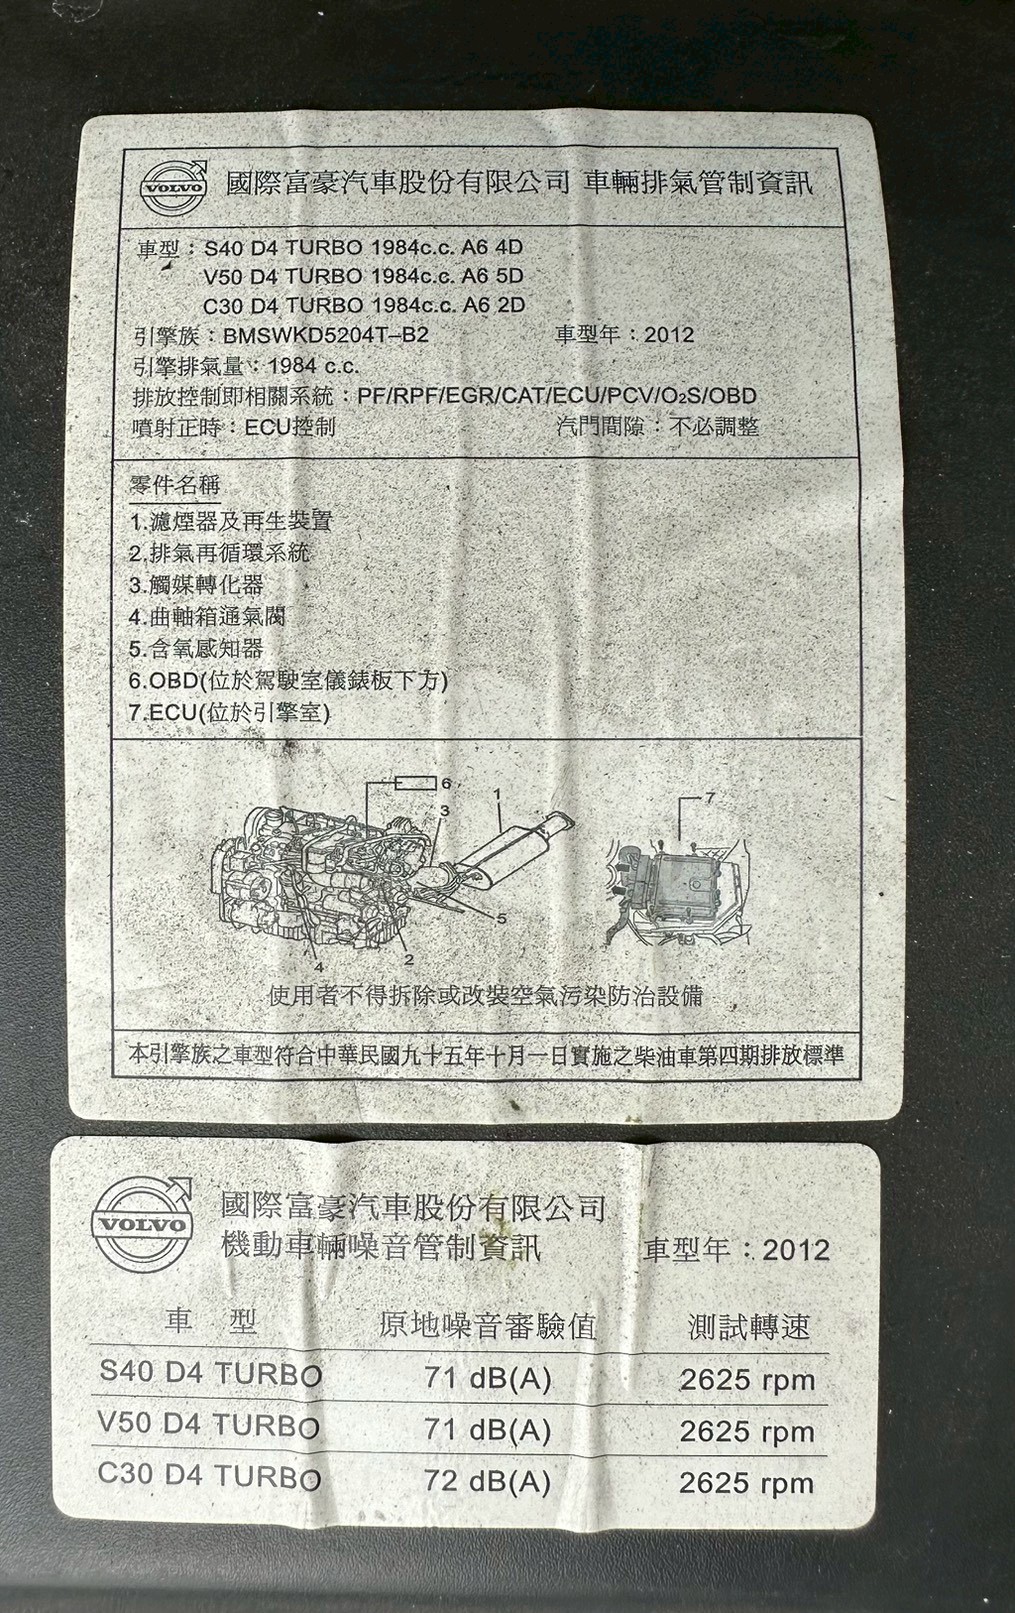 VOLVO 國際富豪汽車股份有限公司 車輛排氣管制資訊
車型：S40 D4 TURBO 1984c.c. A6 4D
V50 D4 TURBO 1984c.c. A6 5D
C30 D4 TURBO 1984c.c. A6 2D
引擎族：BMSWKD5204T–B2 車型年：2012
引擎排氣量：1984 c.c.
排放控制即相關系統：PF/RPF/EGR/CAT/ECU/PCV/O₂S/OBD
噴射正時：ECU控制 汽門間隙：不必調整
零件名稱
1.濾煙器及再生裝置
2.排氣再循環系統
3.觸媒轉化器
4.曲軸箱通氣閥
5.含氧感知器
6.OBD(位於駕駛室儀錶板下方)
7.ECU(位於引擎室)
6
3
1
7
5
2
4
使用者不得拆除或改裝空氣污染防治設備
本引擎族之車型符合中華民國九十五年十月一日實施之柴油車第四期排放標準
VOLVO 國際富豪汽車股份有限公司
機動車輛噪音管制資訊 車型年：2012
車 型 原地噪音審驗值 測試轉速
S40 D4 TURBO 71 dB(A) 2625 rpm
V50 D4 TURBO 71 dB(A) 2625 rpm
C30 D4 TURBO 72 dB(A) 2625 rpm